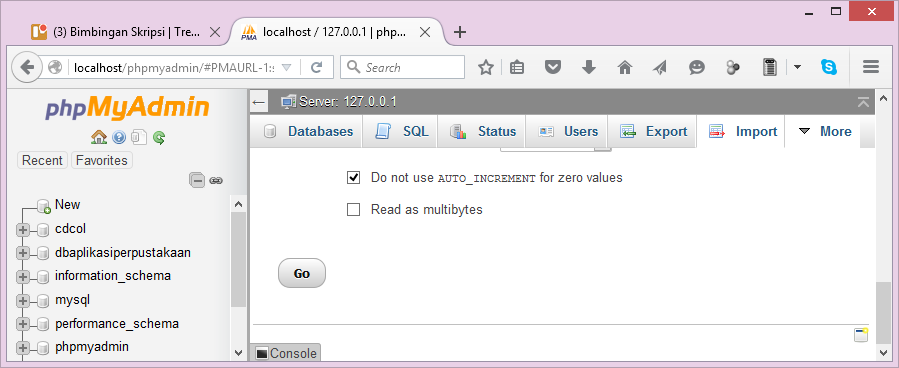 (3) Bimbingan Skripsi | Tre...
localhost / 127.0.0.1 | php...
localhost/phpmyadmin/#PMAURL-1:s
Search
phpMyAdmin
Recent
Favorites
New
cdcol
dbaplikasiperpustakaan
information_schema
mysql
performance_schema
phpmyadmin
Server: 127.0.0.1
Databases
SQL
Status
Users
Export
Import
More
Do not use AUTO_INCREMENT for zero values
Read as multibytes
Go
Console